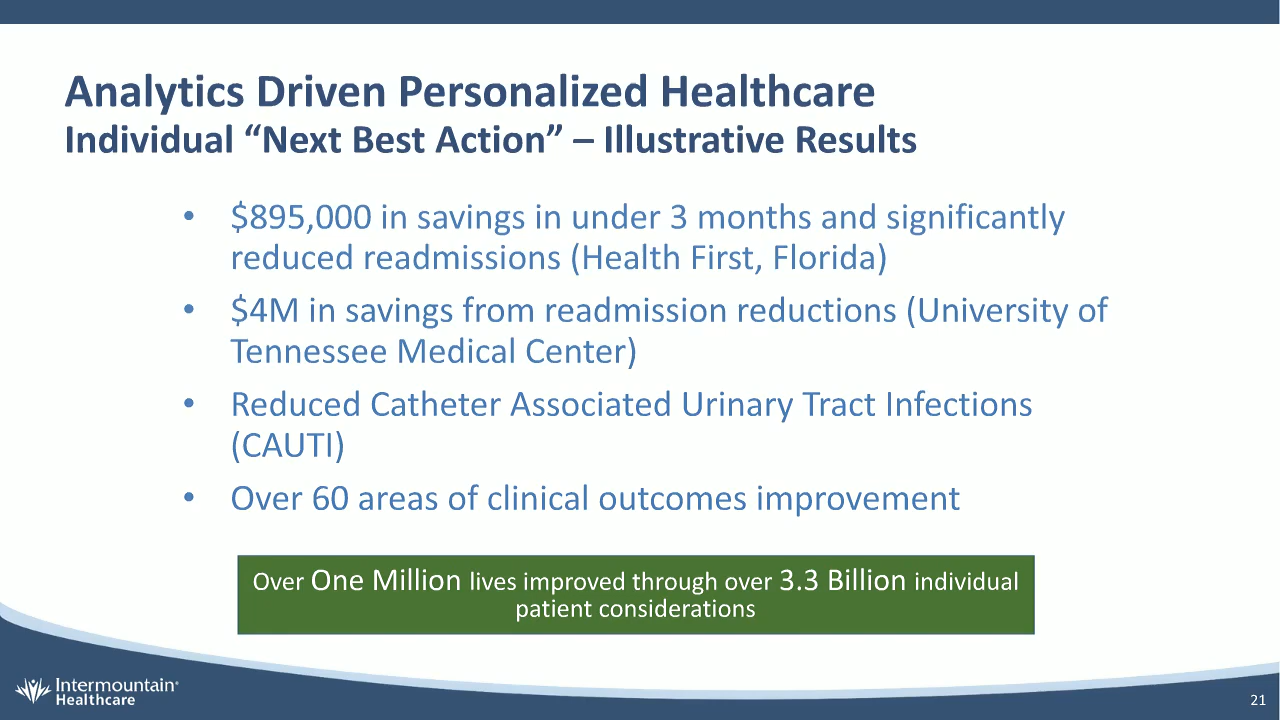 Analytics Driven Personalized Healthcare
Individual “Next Best Action” – Illustrative Results
• $895,000 in savings in under 3 months and significantly
reduced readmissions (Health First, Florida)
• $4M in savings from readmission reductions (University of
Tennessee Medical Center)
• Reduced Catheter Associated Urinary Tract Infections
(CAUTI)
• Over 60 areas of clinical outcomes improvement
Over One Million lives improved through over 3.3 Billion individual
patient considerations
Intermountain®
Healthcare
21